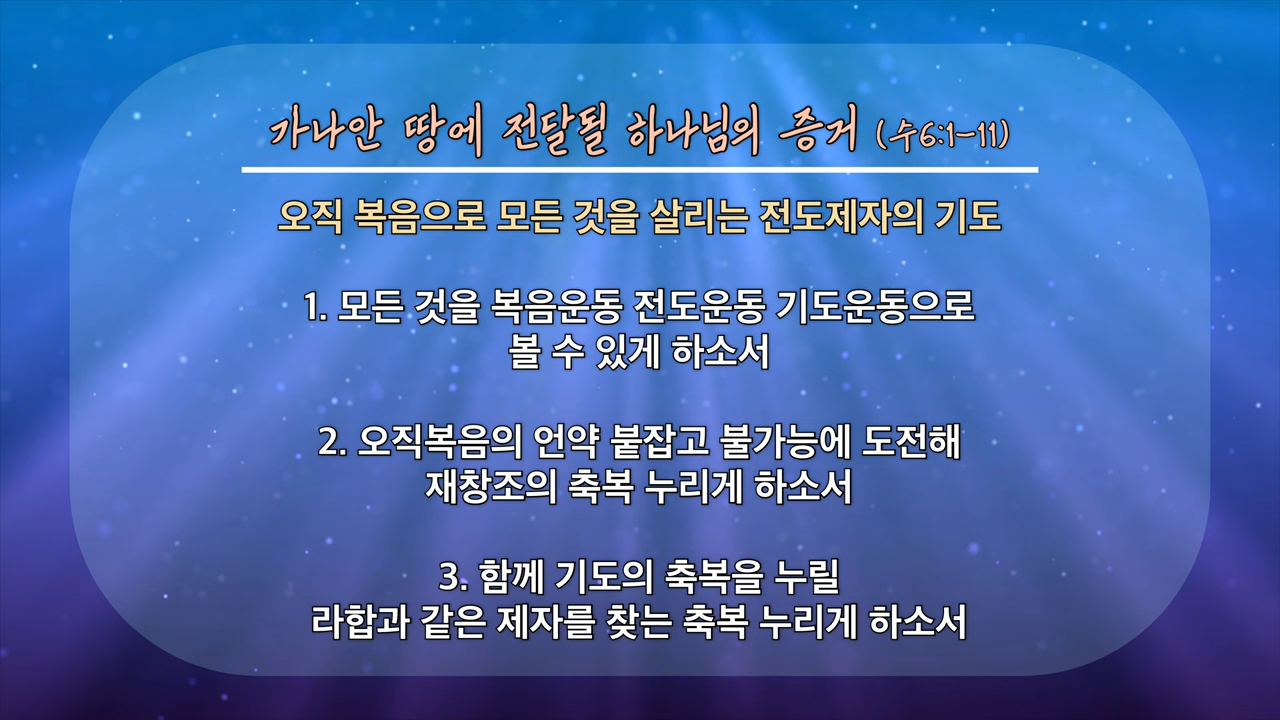 가나안 땅에 전달될 하나님의 증거 (수6:1-11)
오직 복음으로 모든 것을 살리는 전도제자의 기도
1. 모든 것을 복음운동 전도운동 기도운동으로
볼 수 있게 하소서
2. 오직복음의 언약 붙잡고 불가능에 도전해
재창조의 축복 누리게 하소서
3. 함께 기도의 축복을 누릴
라합과 같은 제자를 찾는 축복 누리게 하소서